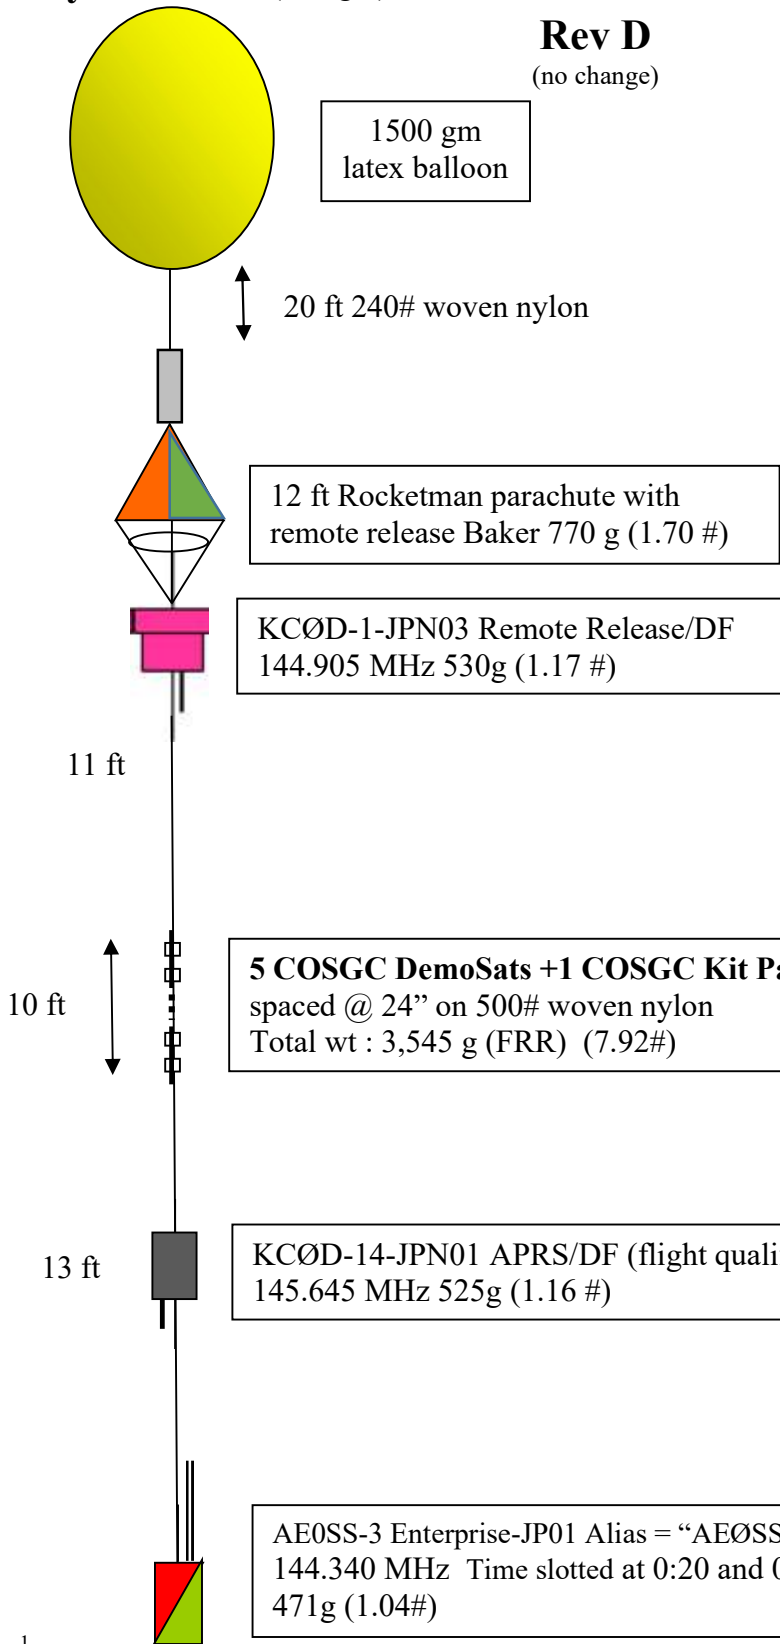 Rev D
(no change)
1500 gm
latex balloon
20 ft 240# woven nylon
12 ft Rocketman parachute with
remote release Baker 770 g (1.70 #)
KCØD-1-JPN03 Remote Release/DF
144.905 MHz 530g (1.17 #)
11 ft
5 COSGC DemoSats +1 COSGC Kit Pa
spaced @ 24” on 500# woven nylon
Total wt : 3,545 g (FRR) (7.92#)
10 ft
KCØD-14-JPN01 APRS/DF (flight quali
145.645 MHz 525g (1.16 #)
13 ft
AE0SS-3 Enterprise-JP01 Alias = “AEØSS
144.340 MHz Time slotted at 0:20 and 0
471g (1.04#)
1